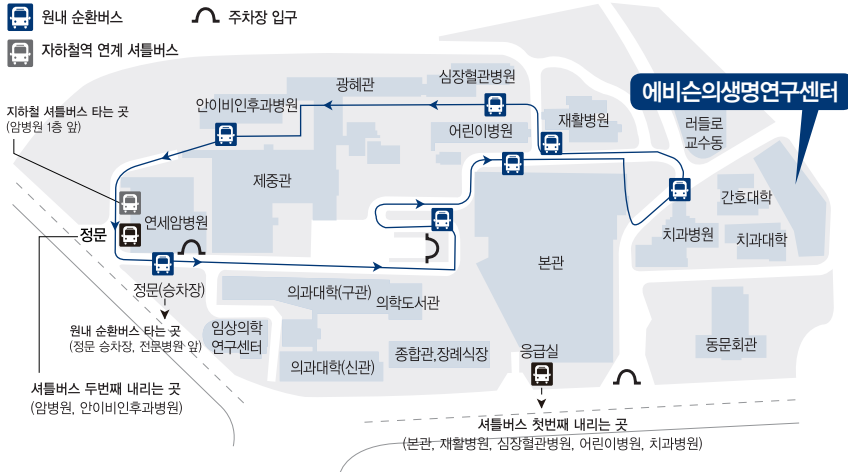 원내 순환버스
주차장 입구
자하철역 연계 셔틀버스
심장혈관병원
광혜관
에비슨의생명연구센터
지하철 셔틀버스 타는 곳
(암병원 1층 앞)
안이비인후과병원
어린이병원
재활병원
러들로
교수동
제중관
간호대학
연세암병원
정문
치과병원
치과대학
본관
정문(승차장)
의과대학(구관)
의학도서관
원내 순환버스 타는 곳
(정문 승차장, 전문병원 앞)
임상의학
연구센터
의과대학(신관)
종합관,장례식장
응급실
동문회관
셔틀버스 두번째 내리는 곳
(암병원, 안이비인후과병원)
셔틀버스 첫번째 내리는 곳
(본관, 재활병원, 심장혈관병원, 어린이병원, 치과병원)